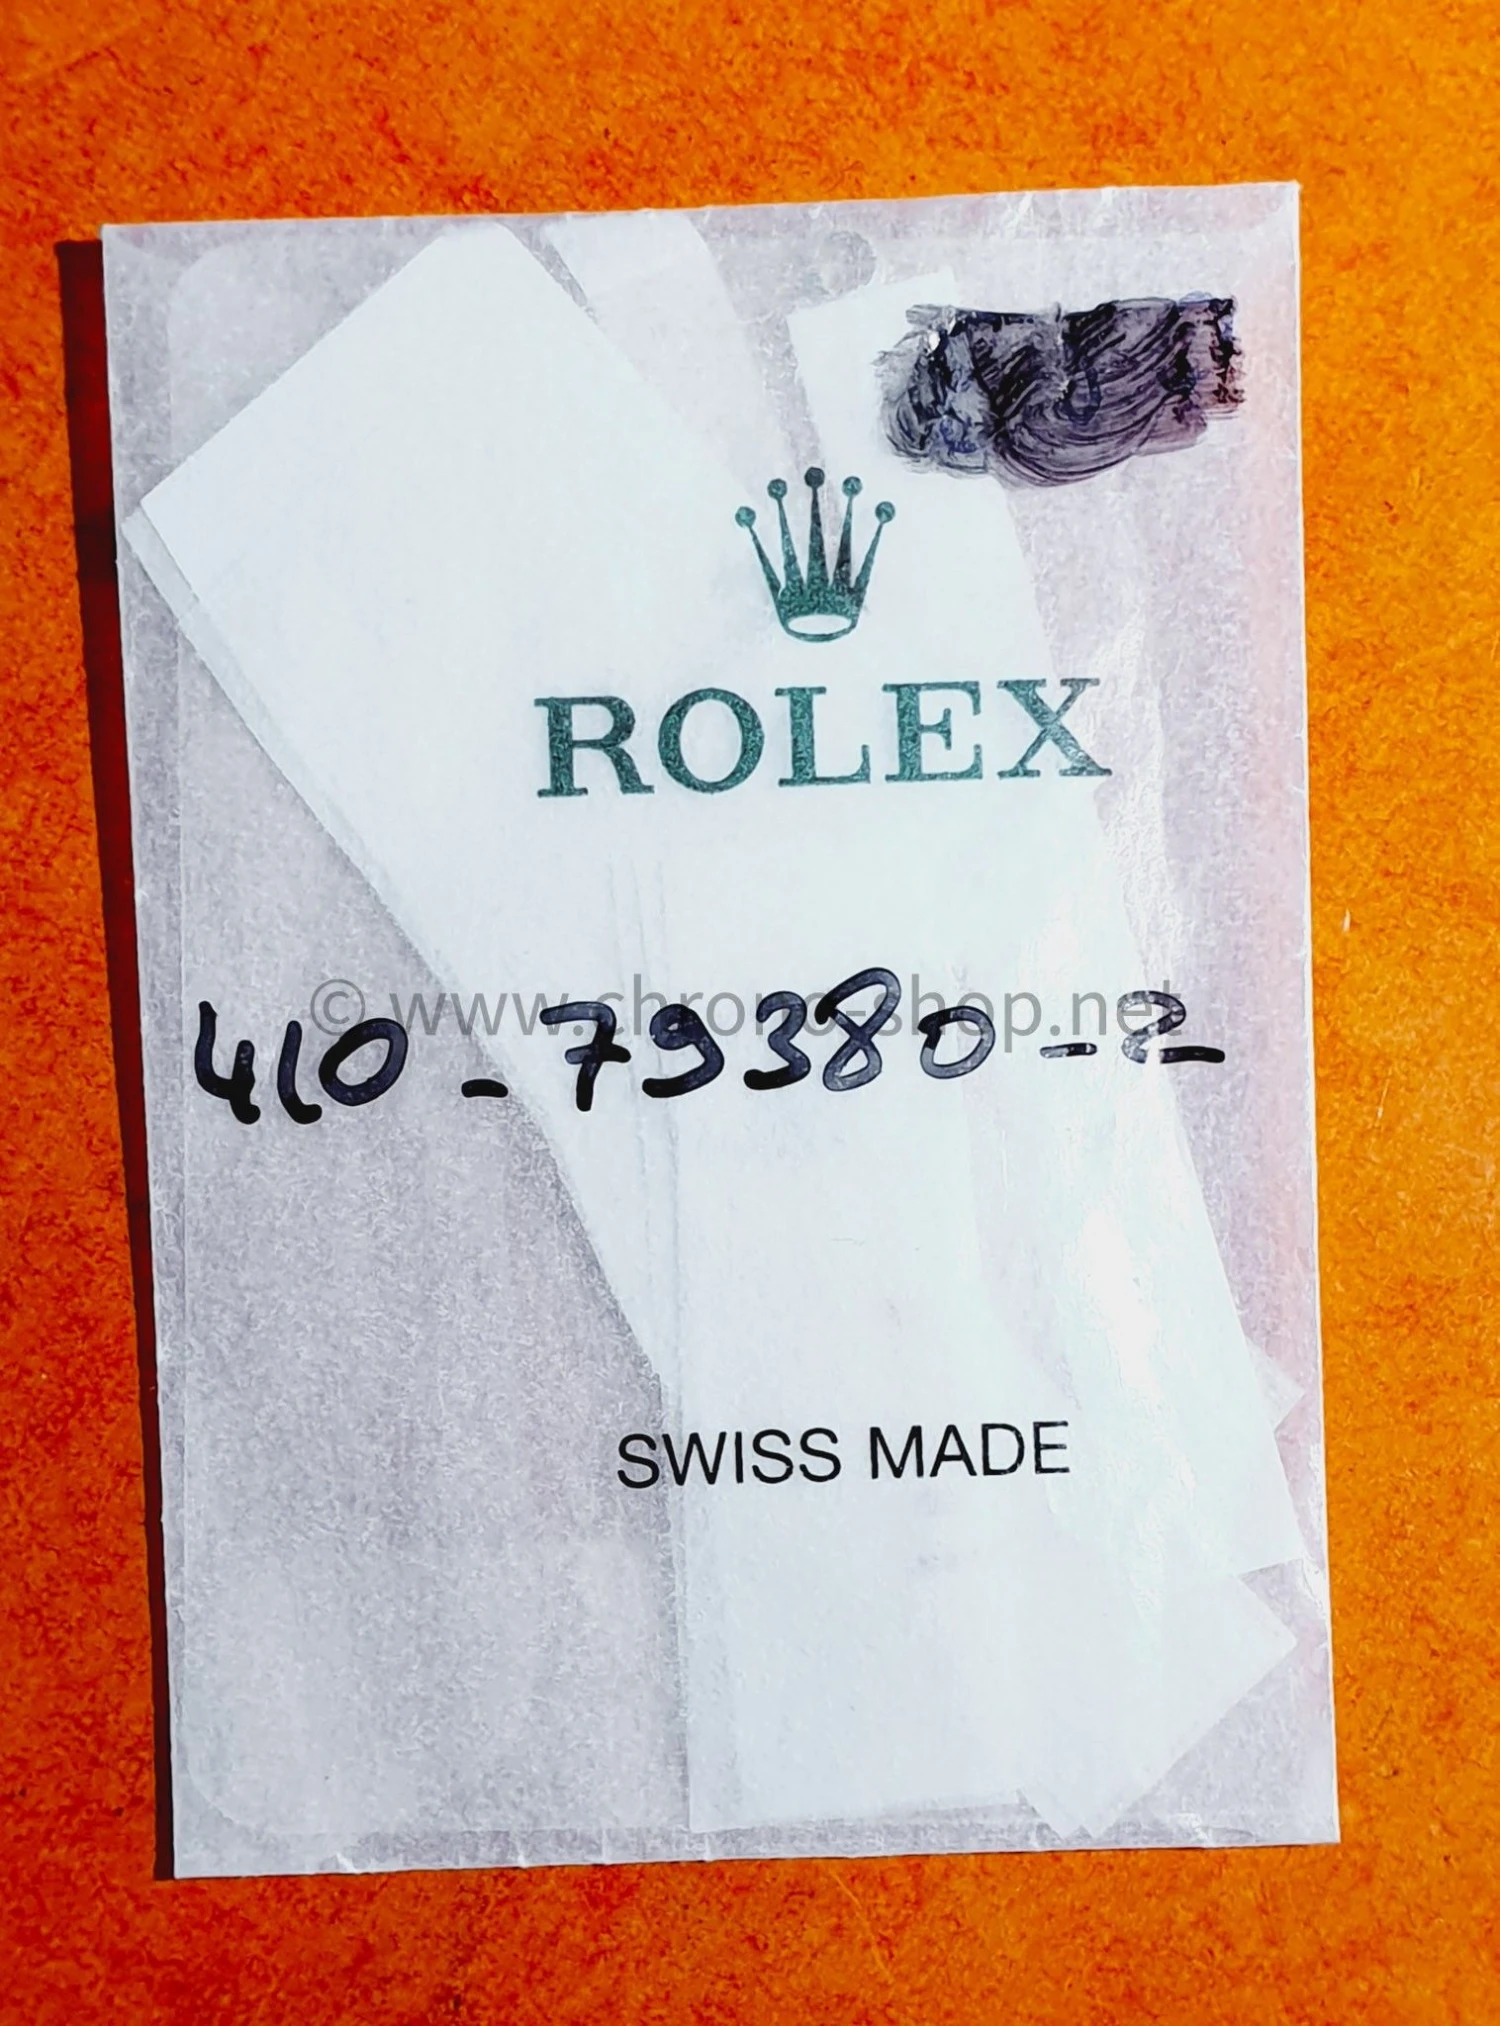 ROLEX
© www.chrono-shop.net
410-79380-2
SWISS MADE